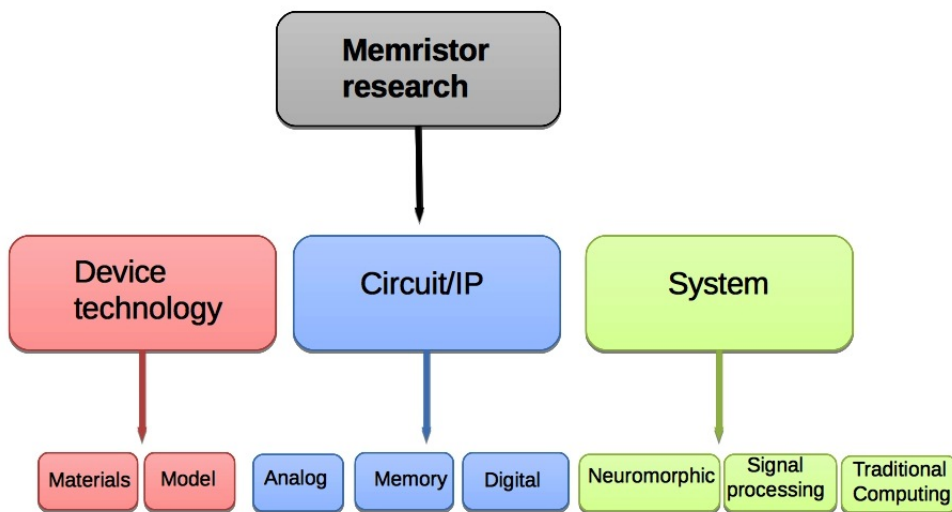 Memristor
research
Device
technology
Circuit/IP
System
Materials
Model
Analog
Memory
Digital
Neuromorphic
Signal
processing
Traditional
Computing